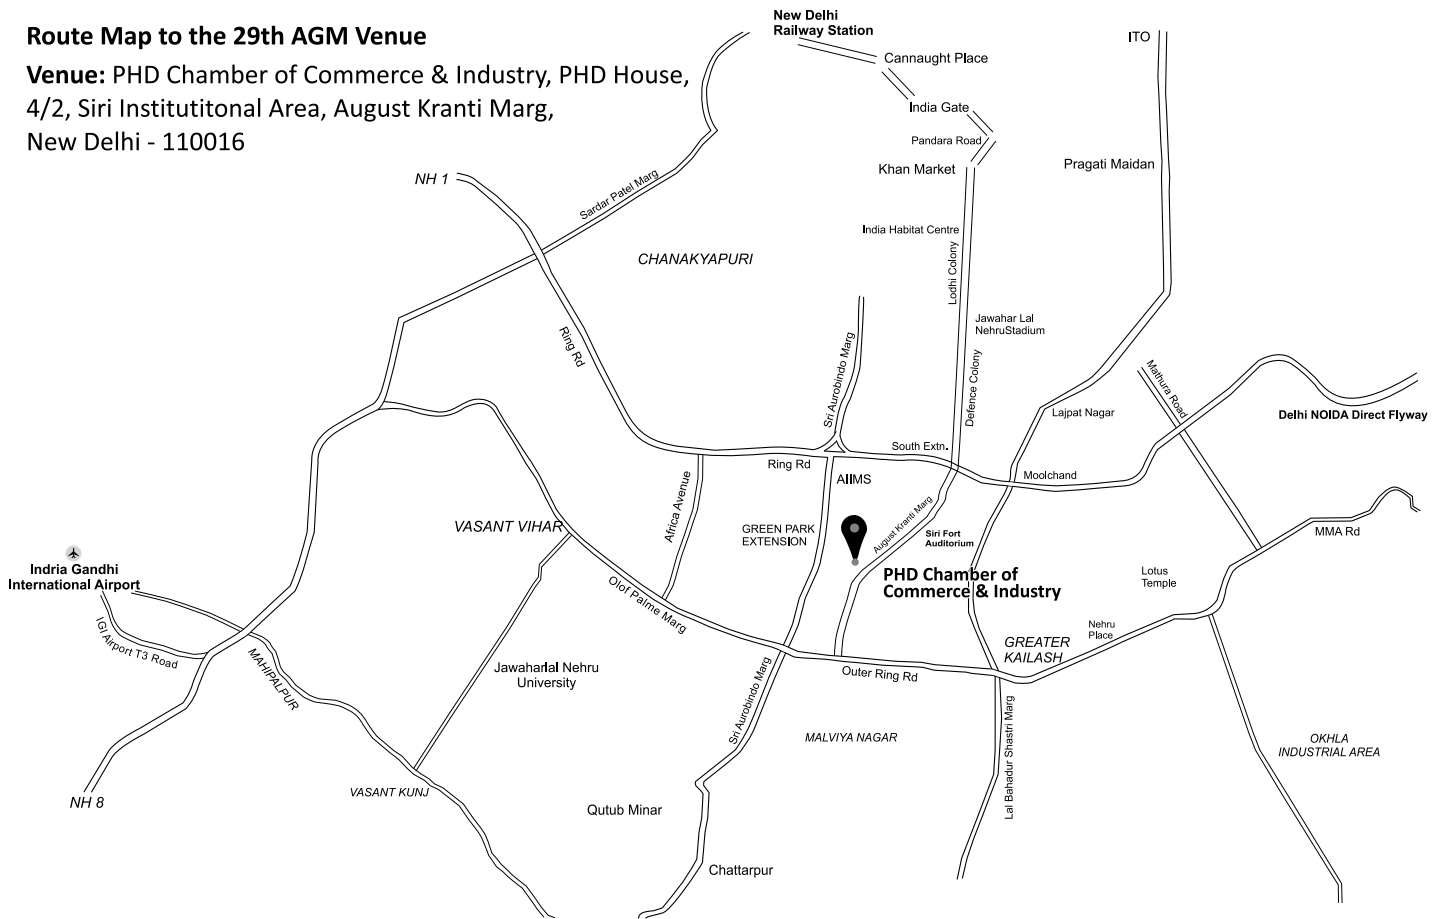 Route Map to the 29th AGM Venue
Venue: PHD Chamber of Commerce & Industry, PHD House,
4/2, Siri Institutitonal Area, August Kranti Marg,
New Delhi - 110016
New Delhi
Railway Station
Cannaught Place
ITO
India Gate
Pandara Road
Khan Market
Pragati Maidan
NH 1
Sardar Patel Marg
India Habitat Centre
CHANAKYAPURI
Lodhi Colony
Jawahar Lal
NehruStadium
Ring Rd
Sri Aurobindo Marg
Defence Colony
Mathura Road
Lajpat Nagar
Delhi NOIDA Direct Flyway
South Extn.
Ring Rd
AIIMS
Moolchand
Africa Avenue
VASANT VIHAR
GREEN PARK
EXTENSION
August Kranti Marg
Siri Fort
Auditorium
MMA Rd
Indria Gandhi
International Airport
PHD Chamber of
Commerce & Industry
Lotus
Temple
Olof Palme Marg
IGI Airport T3 Road
Nehru
Place
GREATER
KAILASH
MAHIPALPUR
Jawaharlal Nehru
University
Outer Ring Rd
Sri Aurobindo Marg
MALVIYA NAGAR
Lal Bahadur Shastri Marg
OKHLA
INDUSTRIAL AREA
NH 8
VASANT KUNJ
Qutub Minar
Chattarpur